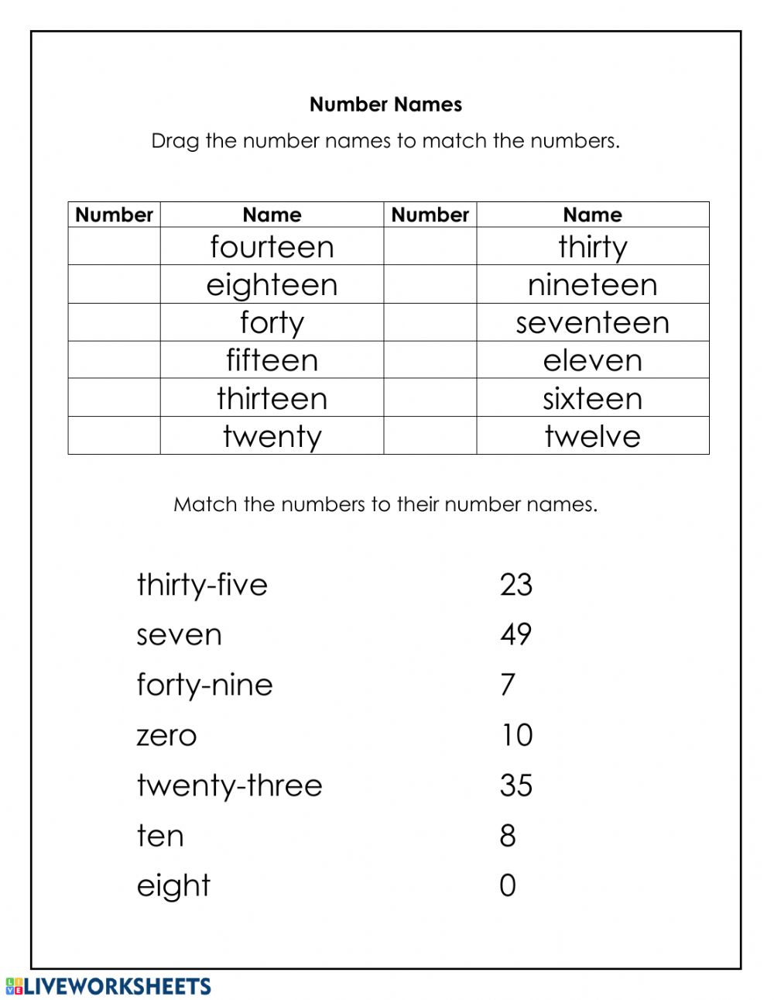 Number Names
Drag the number names to match the numbers.
Number Name Number Name
fourteen thirty
eighteen nineteen
forty seventeen
fifteen eleven
thirteen sixteen
twenty twelve
Match the numbers to their number names.
thirty-five 23
seven 49
forty-nine 7
zero 10
twenty-three 35
ten 8
eight 0
LIVE LIVEWORKSHEETS